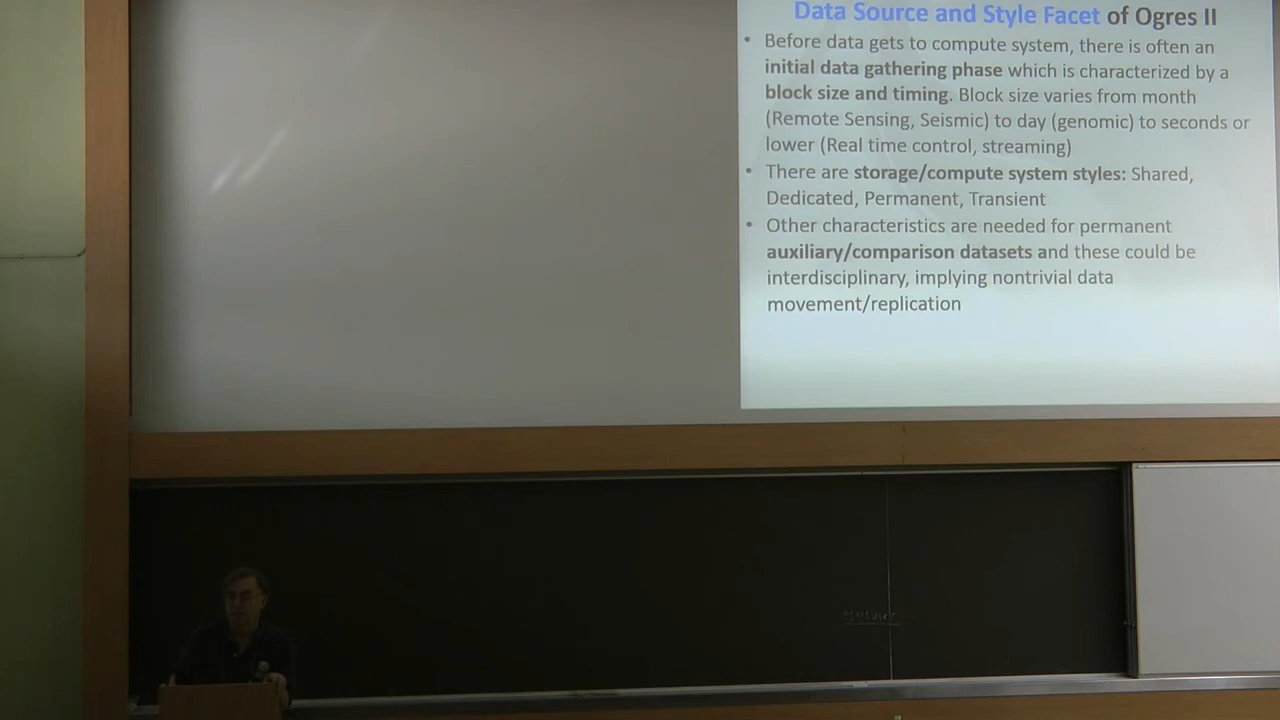 Data Source and Style Facet of Ogres II
• Before data gets to compute system, there is often an
initial data gathering phase which is characterized by a
block size and timing. Block size varies from month
(Remote Sensing, Seismic) to day (genomic) to seconds or
lower (Real time control, streaming)
• There are storage/compute system styles: Shared,
Dedicated, Permanent, Transient
• Other characteristics are needed for permanent
auxiliary/comparison datasets and these could be
interdisciplinary, implying nontrivial data
movement/replication